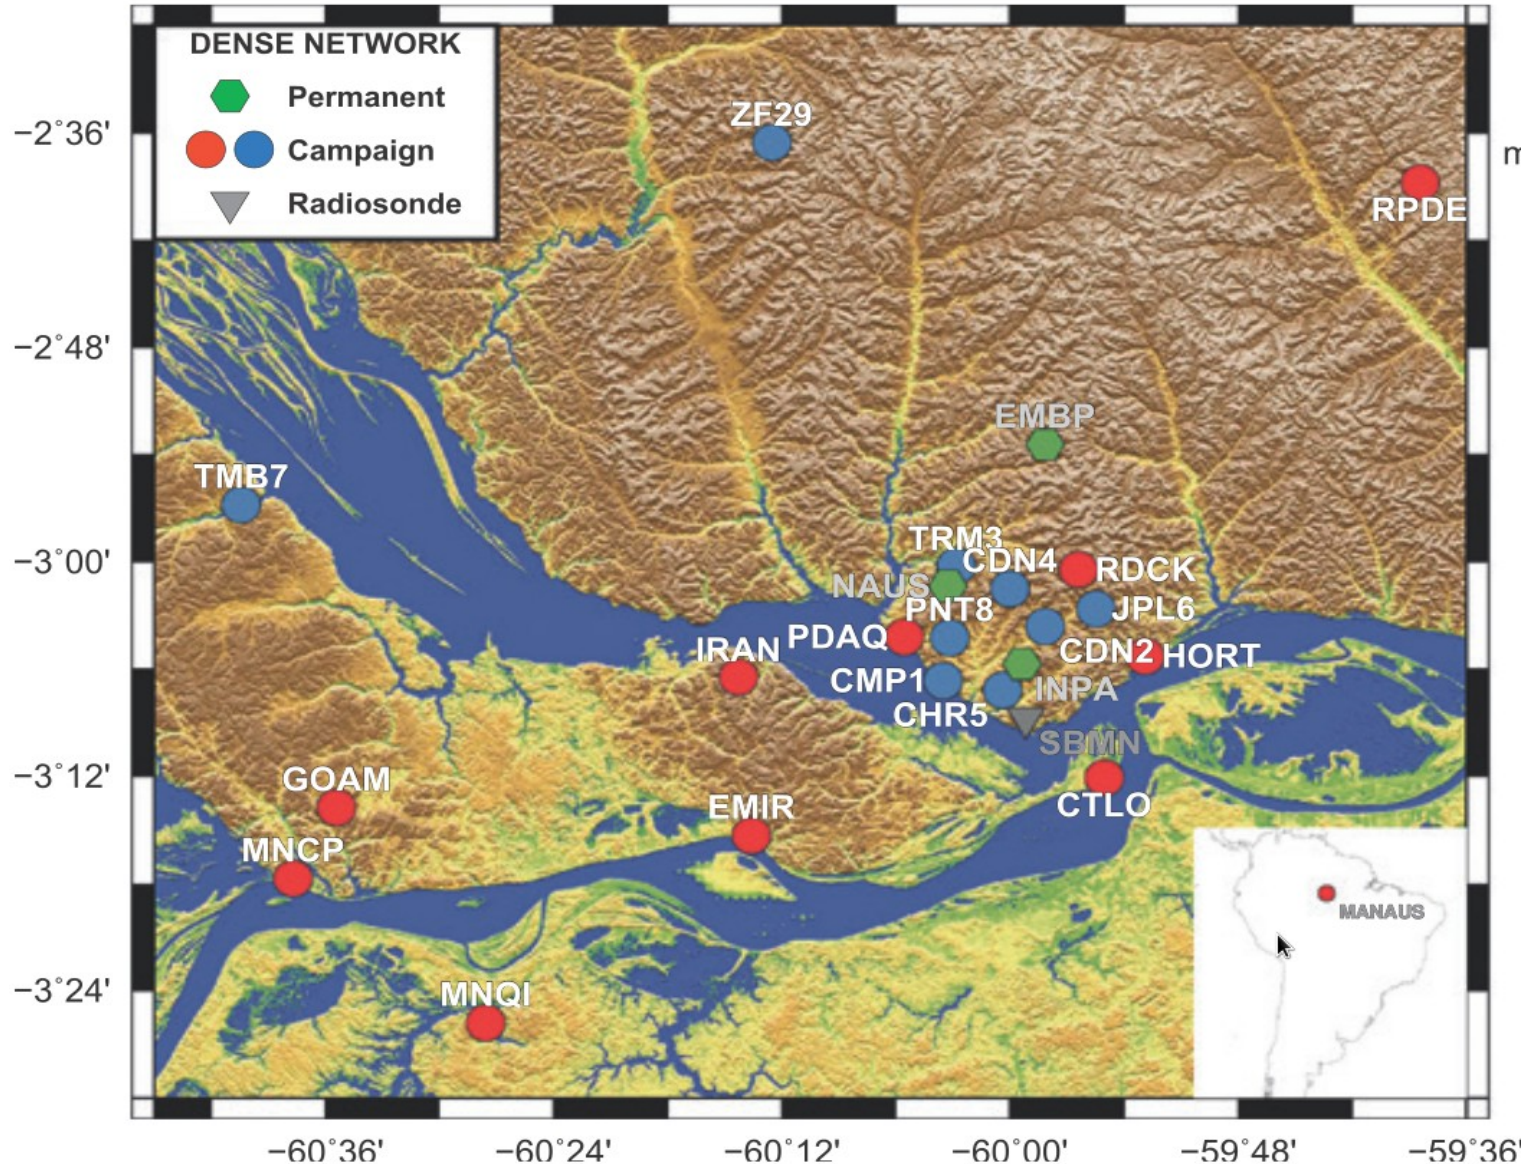 DENSE NETWORK
Permanent
Campaign
Radiosonde
ZF29
−2˚36'
m
RPDE
−2˚48'
EMBP
TMB7
TRM3
−3˚00'
CDN4
RDCK
NAUS
PNT8
JPL6
PDAQ
IRAN
CDN2
HORT
CMP1
INPA
CHR5
SBMN
−3˚12'
GOAM
EMIR
CTLO
MNCP
MANAUS
−3˚24'
MNQI
−60˚36'
−60˚24'
−60˚12'
−60˚00'
−59˚48'
−59˚36'